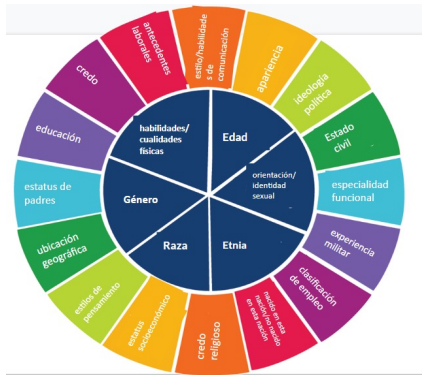 antecedentes
laborales
estilo/habilidade
s de
comunicación
apariencia
ideología
política
Estado
civil
especialidad
funcional
experiencia
militar
clasificación
de empleo
nacido en esta
nación/no nacido
en esta nación
credo
religioso
estatus
socioeconómico
estilos de
pensamiento
ubicación
geográfica
estatus de
padres
educación
credo
habilidades/
cualidades
físicas
Edad
orientación/
identidad
sexual
Etnia
Raza
Género